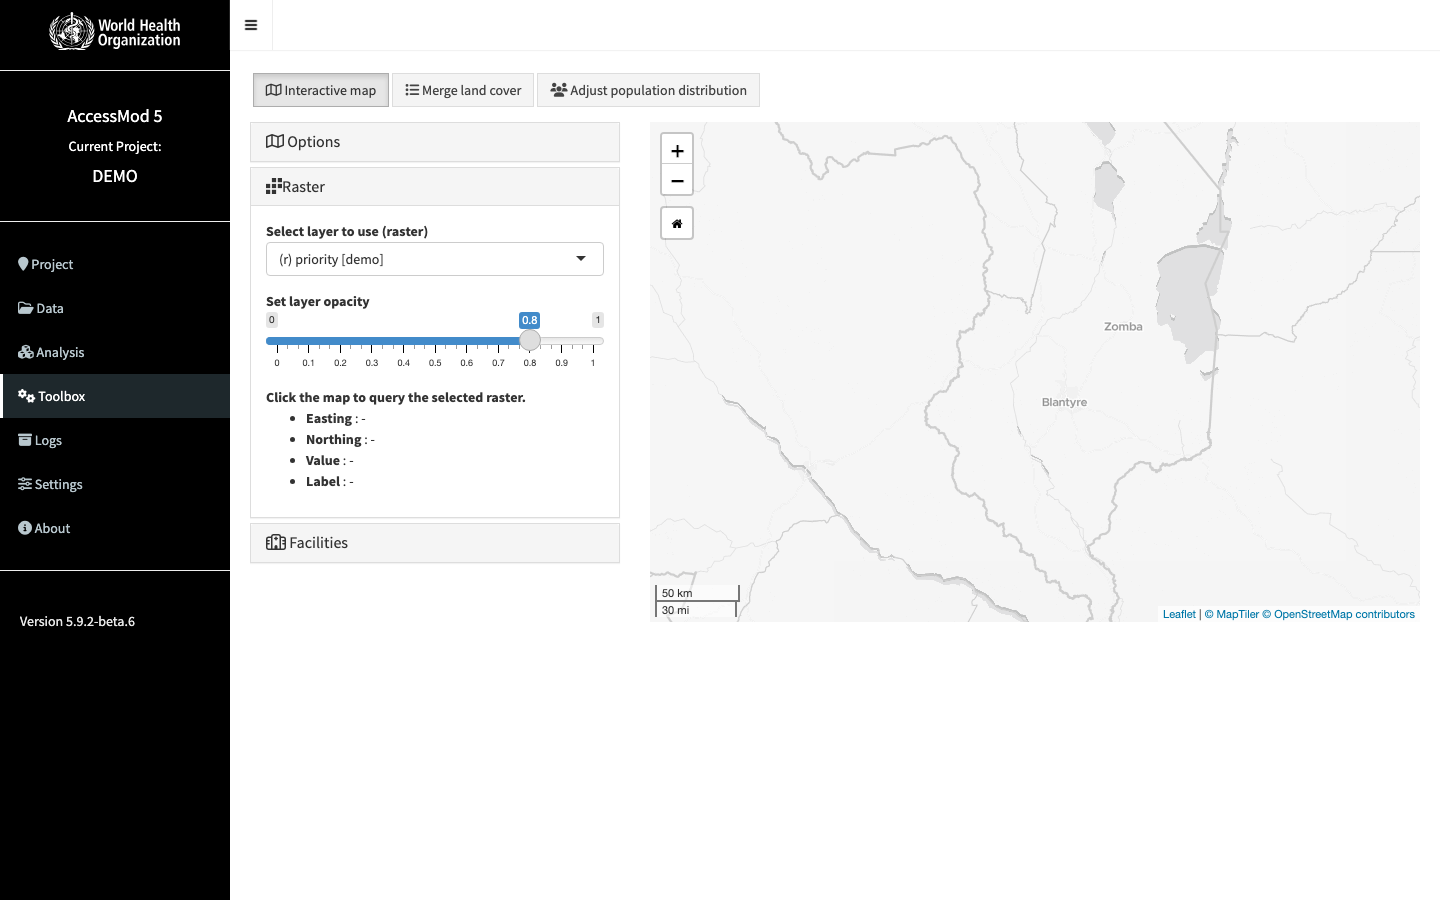 World Health
Organization
AccessMod 5
Current Project:
DEMO
Project
Data
Analysis
Toolbox
Logs
Settings
About
Version 5.9.2-beta.6
Interactive map
Merge land cover
Adjust population distribution
Options
Raster
Select layer to use (raster)
(r) priority [demo]
Set layer opacity
0 0.8 1
0 0.1 0.2 0.3 0.4 0.5 0.6 0.7 0.8 0.9 1
Click the map to query the selected raster.
• Easting : -
• Northing : -
• Value : -
• Label : -
Facilities
+
−
Zomba
Blantyre
50 km
30 mi
Leaflet | © MapTiler © OpenStreetMap contributors